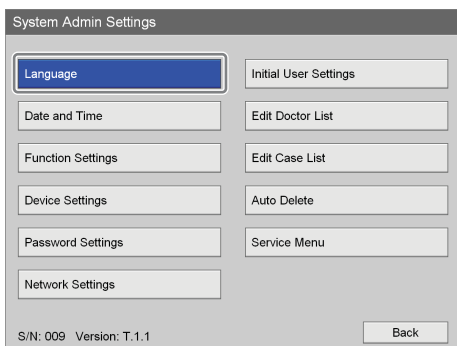 System Admin Settings
Language
Initial User Settings
Date and Time
Edit Doctor List
Function Settings
Edit Case List
Device Settings
Auto Delete
Password Settings
Service Menu
Network Settings
S/N: 009 Version: T.1.1
Back